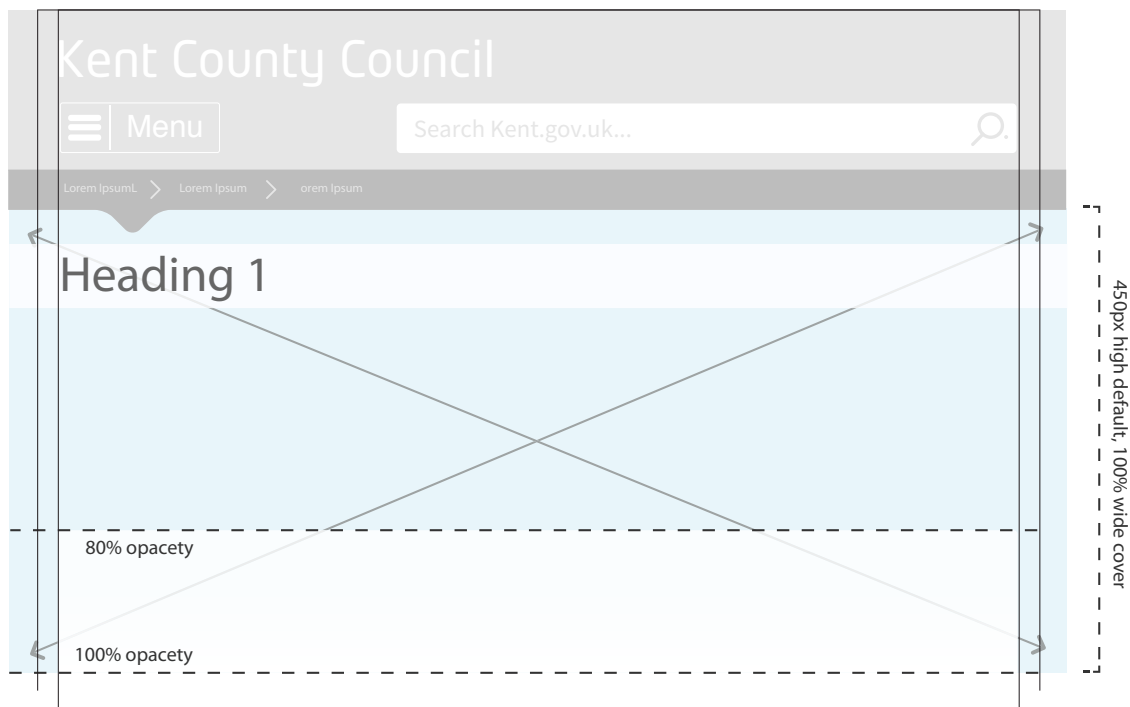 Kent County Council
Menu
Search Kent.gov.uk...
Lorem IpsumL
Lorem Ipsum
orem Ipsum
Heading 1
450px high default, 100% wide cover
80% opacety
100% opacety